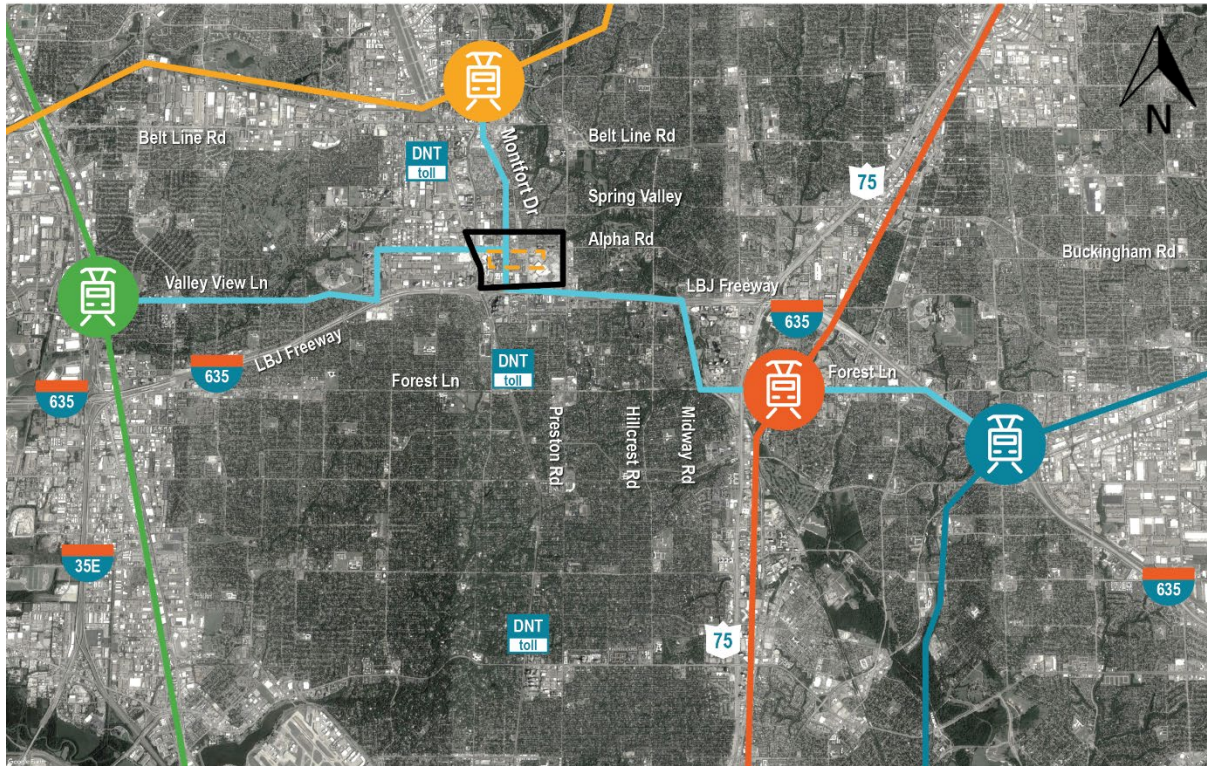 N
Belt Line Rd
DNT
toll
Montfort Dr
Belt Line Rd
75
Spring Valley
Alpha Rd
Buckingham Rd
Valley View Ln
LBJ Freeway
635
LBJ Freeway
635
635
DNT
toll
Forest Ln
Forest Ln
Preston Rd
Hillcrest Rd
Midway Rd
35E
635
DNT
toll
75
Google Earth